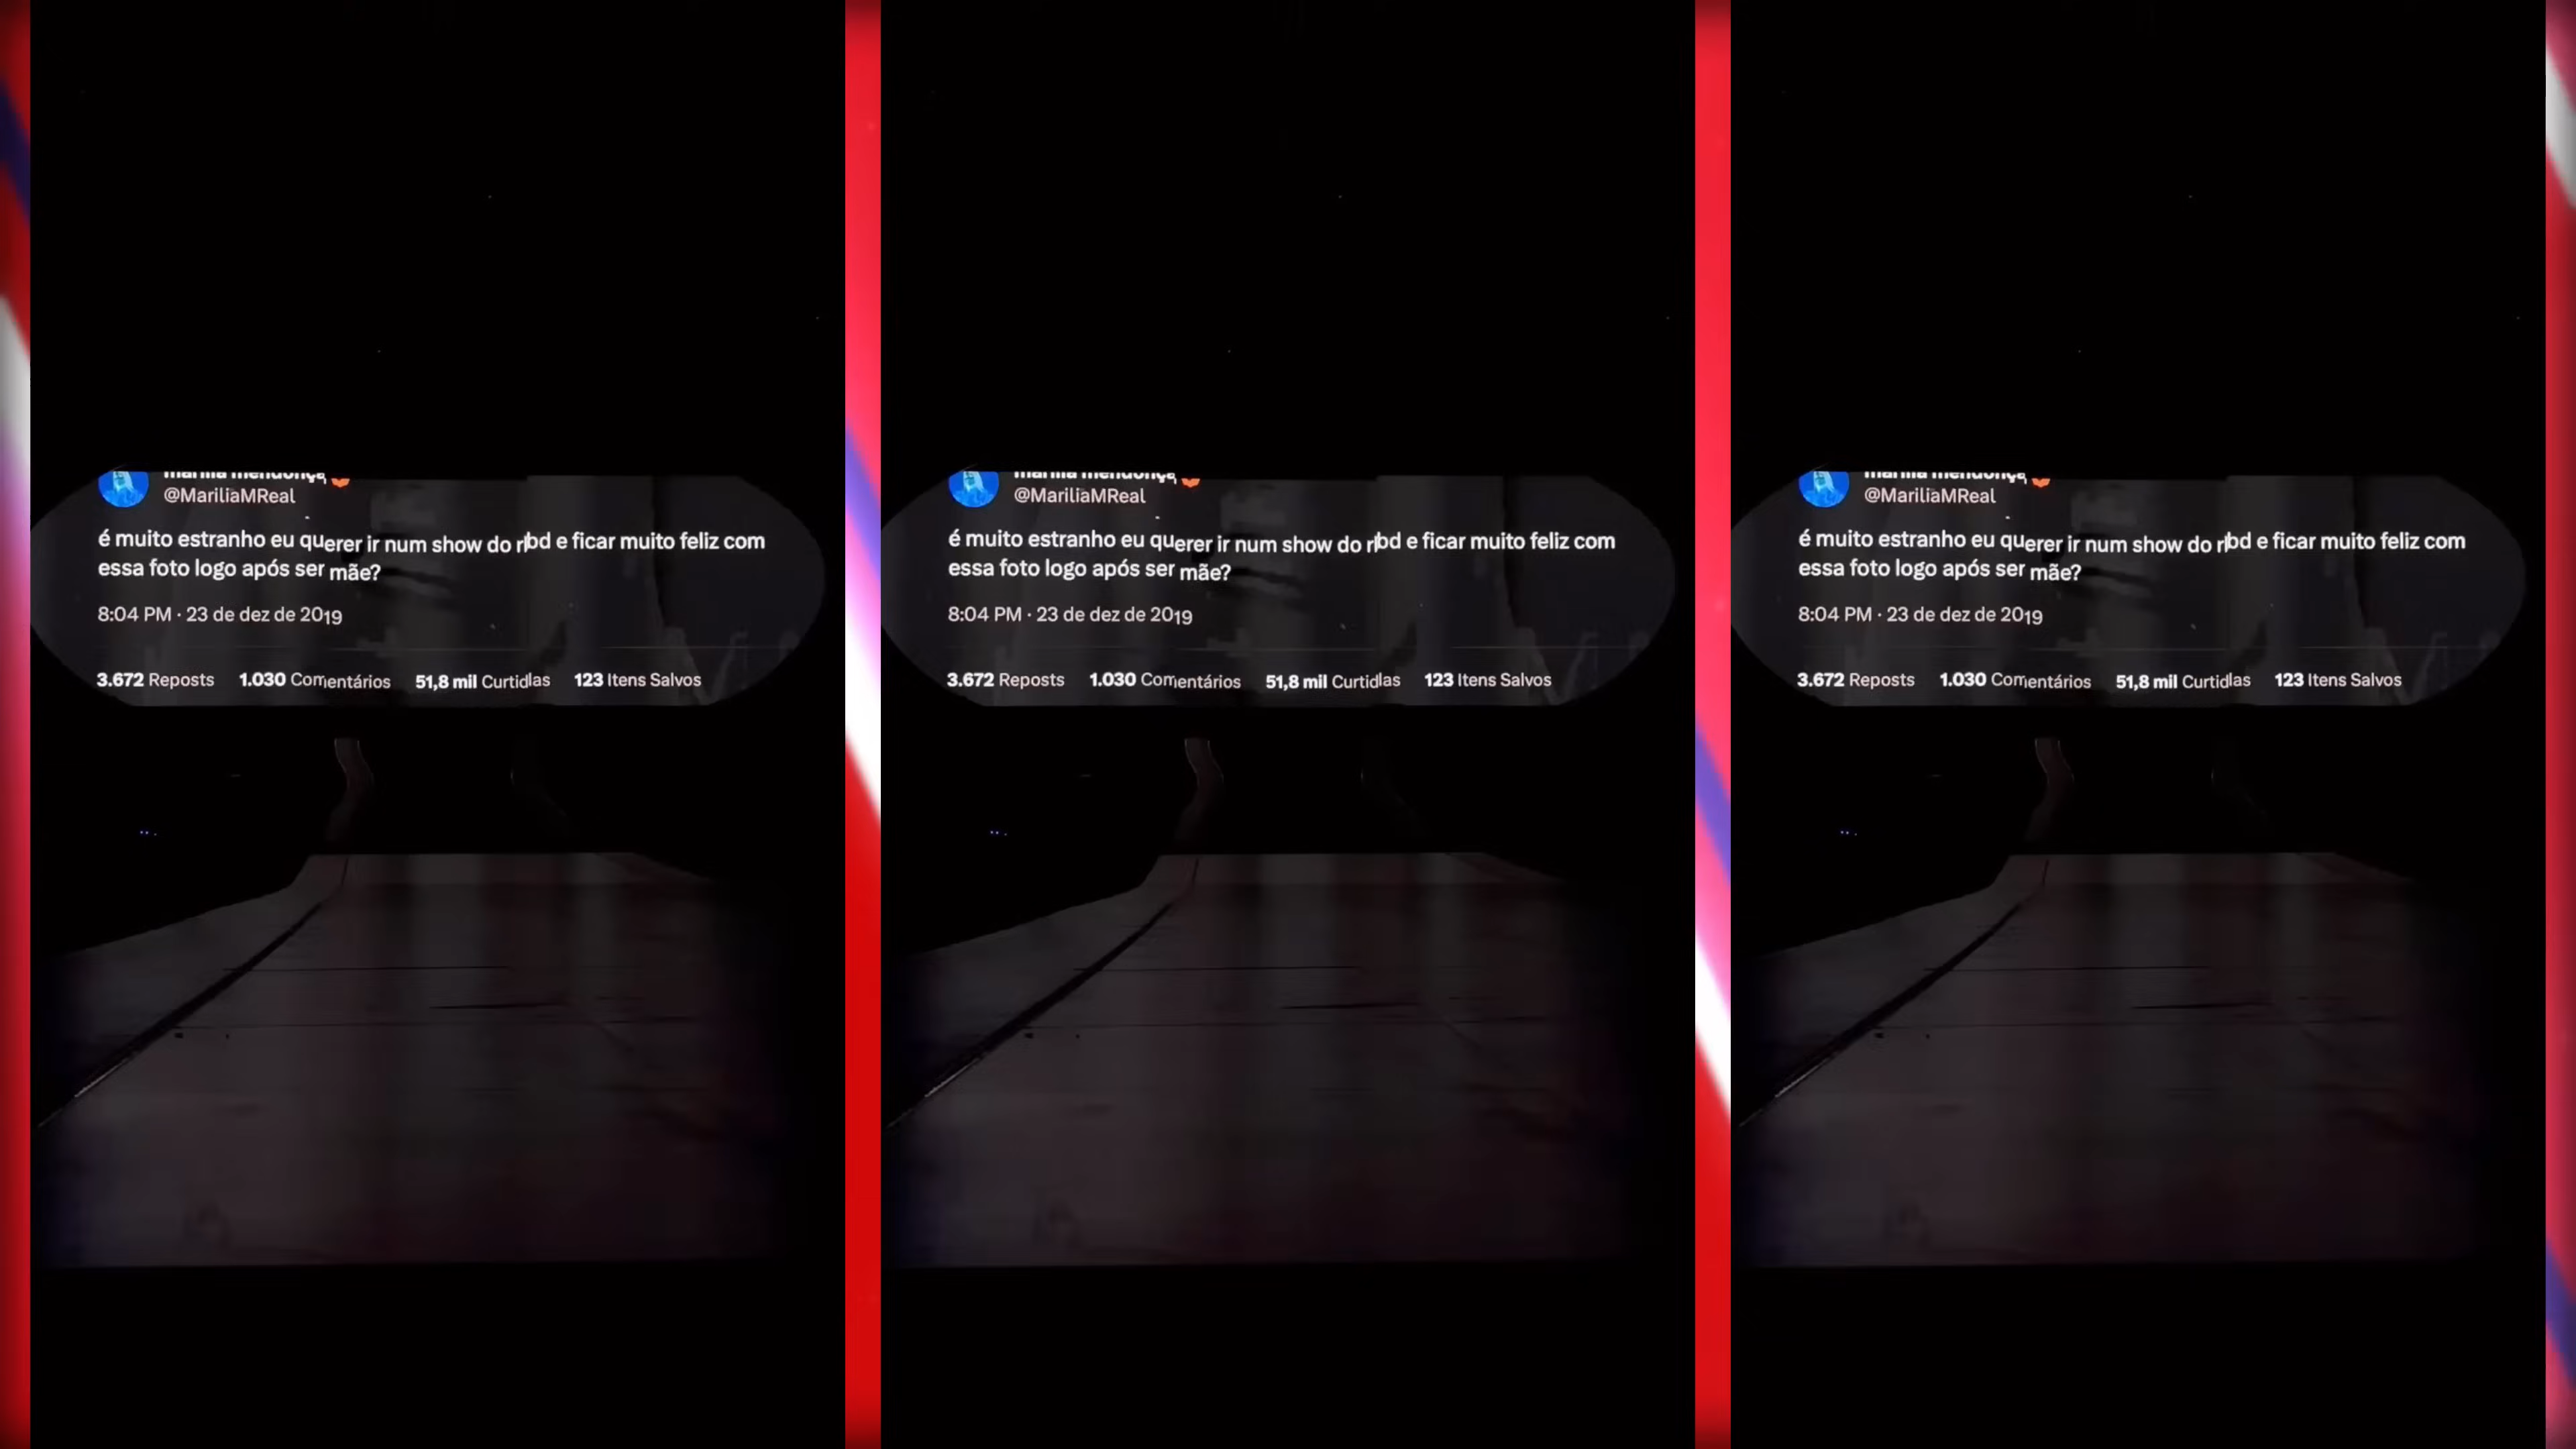 marília mendonça
@MariliaMReal
é muito estranho eu querer ir num show do rbd e ficar muito feliz com
essa foto logo após ser mãe?
8:04 PM · 23 de dez de 2019
3.672 Reposts 1.030 Comentários 51,8 mil Curtidas 123 Itens Salvos
marília mendonça
@MariliaMReal
é muito estranho eu querer ir num show do rbd e ficar muito feliz com
essa foto logo após ser mãe?
8:04 PM · 23 de dez de 2019
3.672 Reposts 1.030 Comentários 51,8 mil Curtidas 123 Itens Salvos
marília mendonça
@MariliaMReal
é muito estranho eu querer ir num show do rbd e ficar muito feliz com
essa foto logo após ser mãe?
8:04 PM · 23 de dez de 2019
3.672 Reposts 1.030 Comentários 51,8 mil Curtidas 123 Itens Salvos